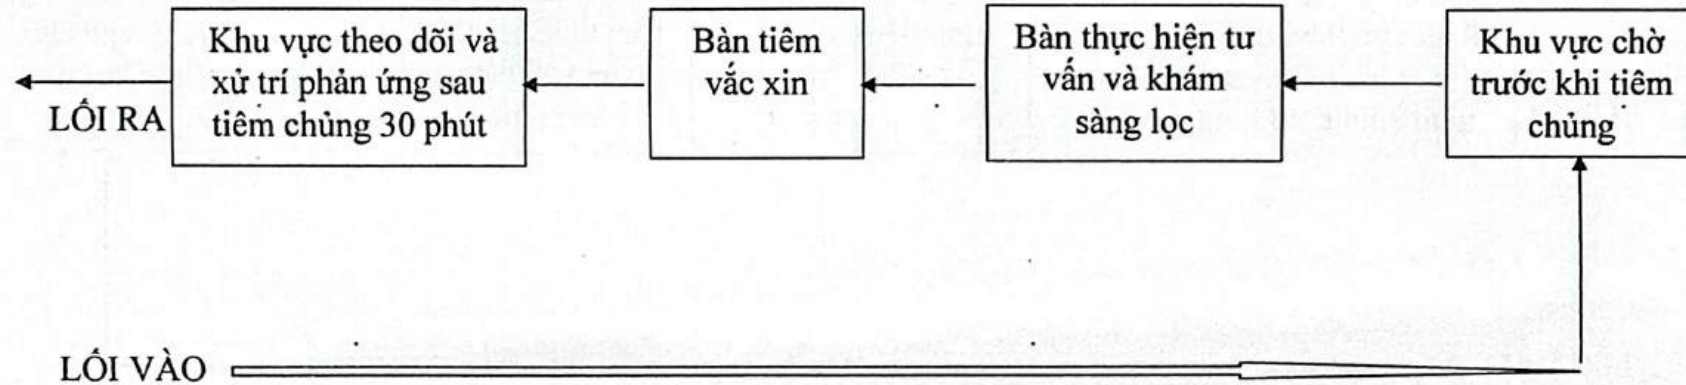 Khu vực theo dõi và
xử trí phản ứng sau
tiêm chủng 30 phút
Bàn tiêm
vắc xin
Bàn thực hiện tư
vấn và khám
sàng lọc
Khu vực chờ
trước khi tiêm
chủng
LỐI RA
LỐI VÀO